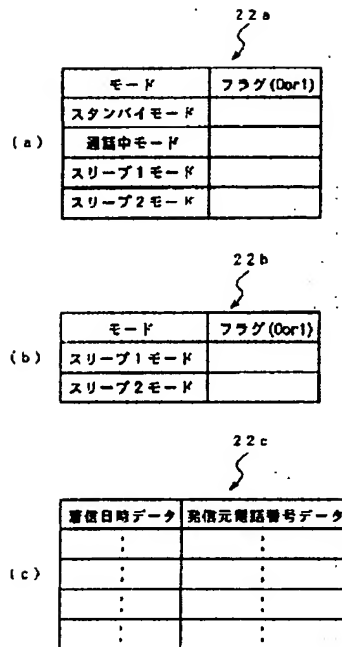 22a
モード フラグ(0or1)
スタンバイモード
(a)
通話中モード
スリープ1モード
スリープ2モード
22b
モード フラグ(0or1)
(b)
スリープ1モード
スリープ2モード
22c
着信日時データ 発信元電話番号データ
(c)